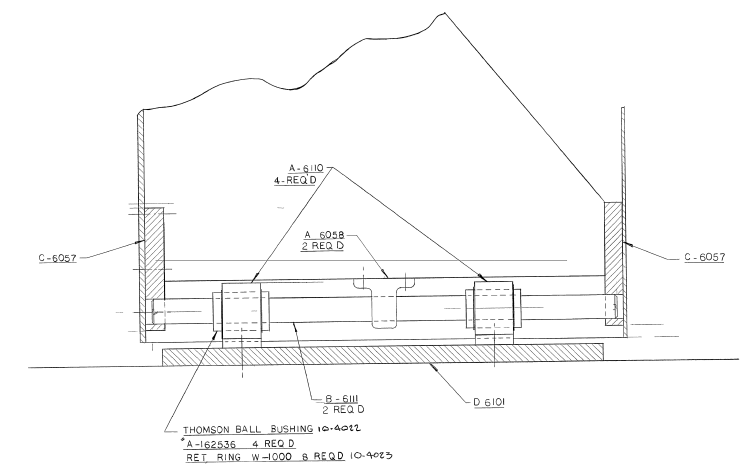 A-6110
4-REQ D
A 6058
2 REQ D
C-6057
C-6057
B-6111
2 REQ D
D 6101
THOMSON BALL BUSHING 10-4022
"A-162536 4 REQ D
RET RING W-1000 8 REQ D 10-4023